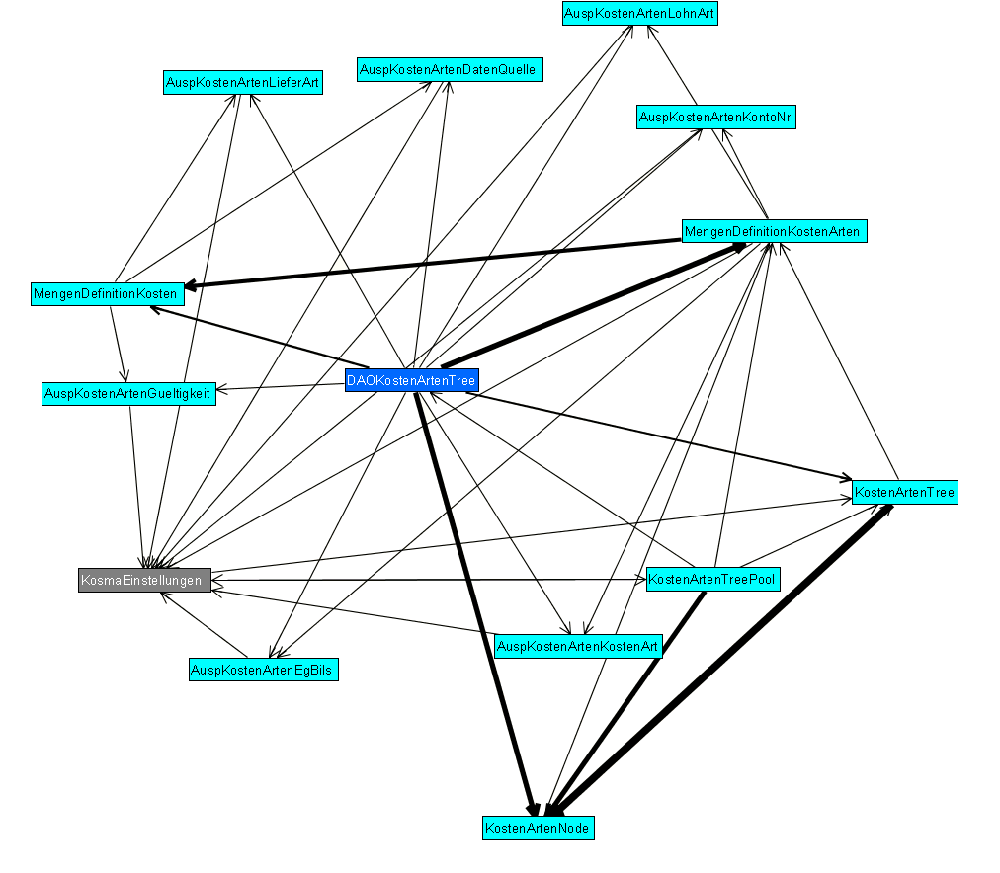 AuspKostenArtenLohnArt
AuspKostenArtenDatenQuelle
AuspKostenArtenLieferArt
AuspKostenArtenKontoNr
MengenDefinitionKostenArten
MengenDefinitionKosten
DAOKostenArtenTree
AuspKostenArtenGueltigkeit
KostenArtenTree
KosmaEinstellungen
KostenArtenTreePool
AuspKostenArtenKostenArt
AuspKostenArtenEgBils
KostenArtenNode